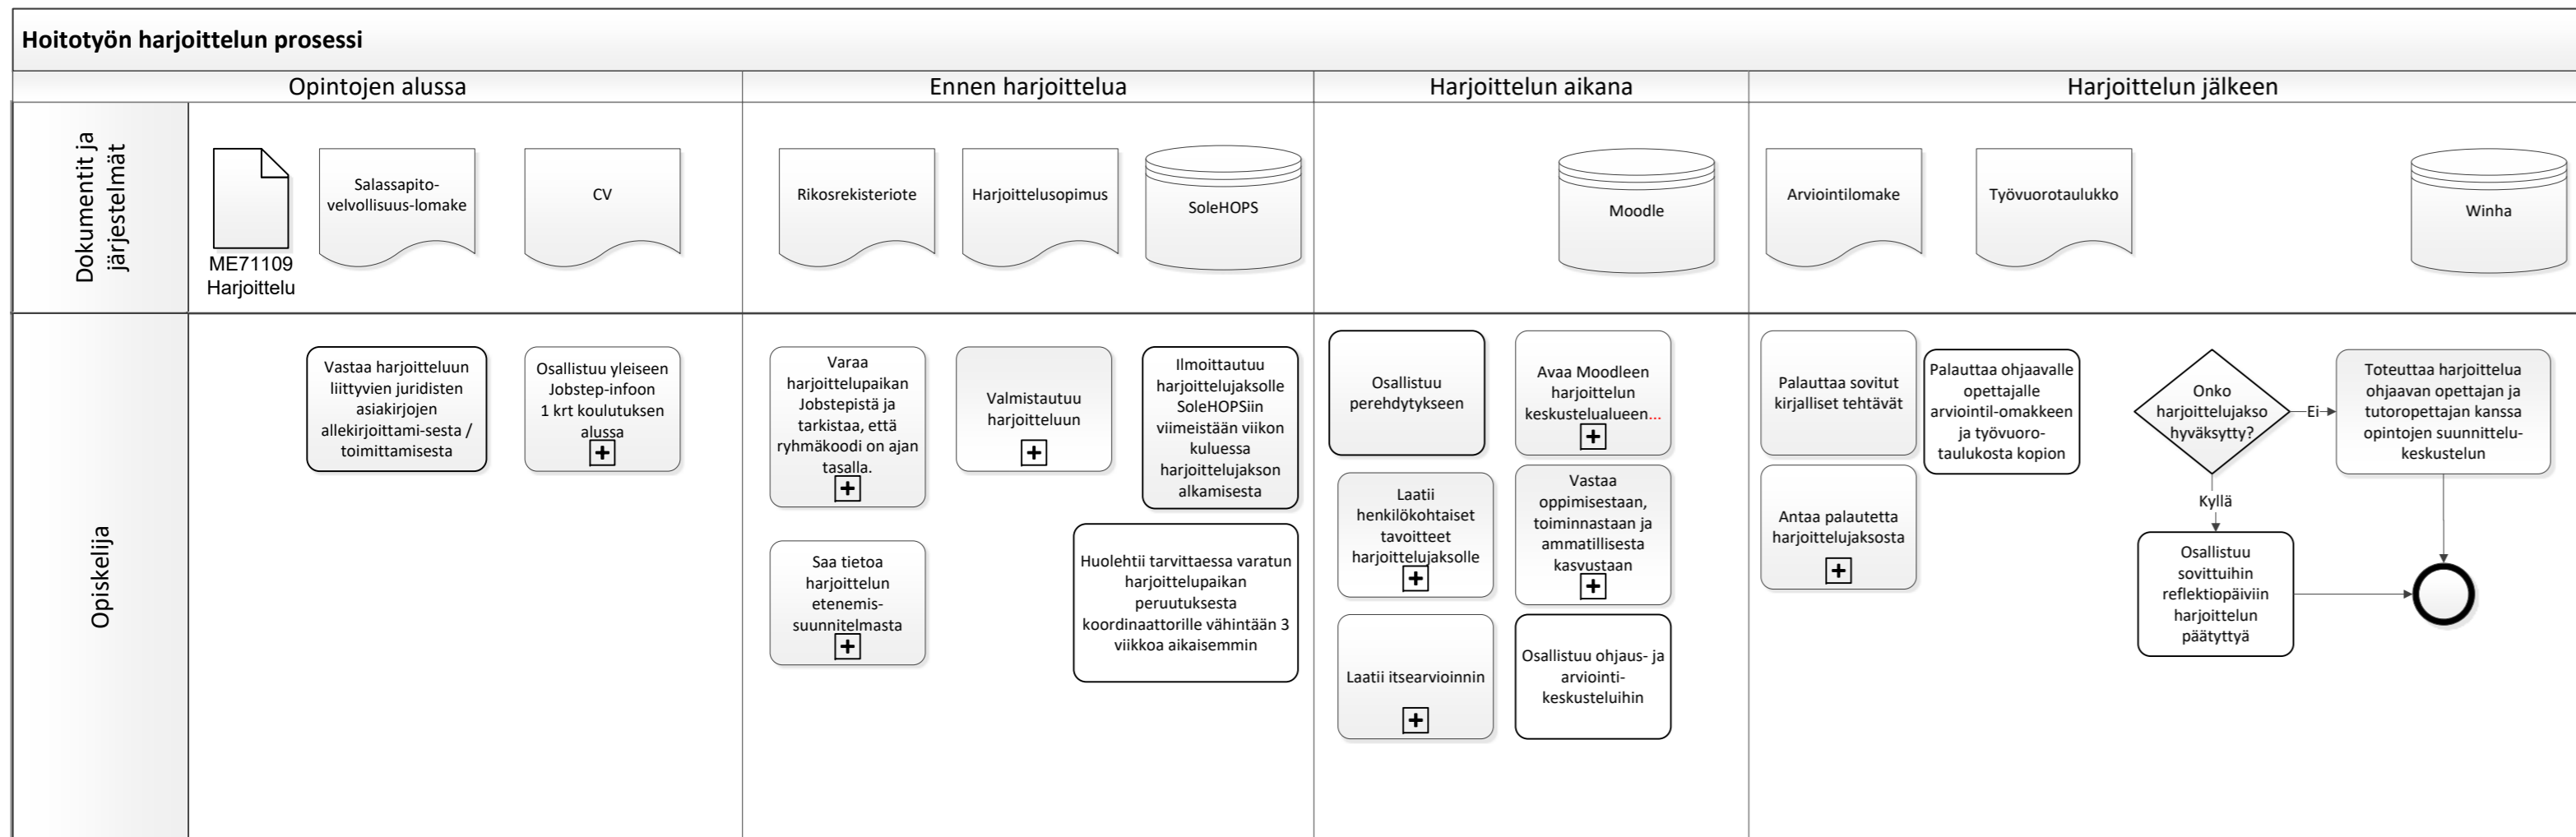 Hoitotyön harjoittelun prosessi
Opintojen alussa
Ennen harjoittelua
Harjoittelun aikana
Harjoittelun jälkeen
Dokumentit ja
järjestelmät
ME71109
Harjoittelu
Salassapito-
velvollisuus-lomake
CV
Rikosrekisteriote
Harjoittelusopimus
SoleHOPS
Moodle
Arviointilomake
Työvuorotaulukko
Winha
Opiskelija
Vastaa harjoitteluun
liittyvien juridisten
asiakirjojen
allekirjoittami-sesta /
toimittamisesta
Osallistuu yleiseen
Jobstep-infoon
1 krt koulutuksen
alussa
Varaa
harjoittelupaikan
Jobstepistä ja
tarkistaa, että
ryhmäkoodi on ajan
tasalla.
Saa tietoa
harjoittelun
etenemis-
suunnitelmasta
Valmistautuu
harjoitteluun
Ilmoittautuu
harjoittelujaksolle
SoleHOPSiin
viimeistään viikon
kuluessa
harjoittelujakson
alkamisesta
Huolehtii tarvittaessa varatun
harjoittelupaikan
peruutuksesta
koordinaattorille vähintään 3
viikkoa aikaisemmin
Osallistuu
perehdytykseen
Avaa Moodleen
harjoittelun
keskustelualueen...
Laatii
henkilökohtaiset
tavoitteet
harjoittelujaksolle
Vastaa
oppimisestaan,
toiminnastaan ja
ammatillisesta
kasvustaan
Laatii itsearvioinnin
Osallistuu ohjaus- ja
arviointi-
keskusteluihin
Palauttaa sovitut
kirjalliset tehtävät
Antaa palautetta
harjoittelujaksosta
Palauttaa ohjaavalle
opettajalle
arviointil-omakkeen
ja työvuoro-
taulukosta kopion
Onko
harjoittelujakso
hyväksytty?
Ei
Kyllä
Toteuttaa harjoittelua
ohjaavan opettajan ja
tutoropettajan kanssa
opintojen suunnittelu-
keskustelun
Osallistuu
sovittuihin
reflektiopäiviin
harjoittelun
päätyttyä